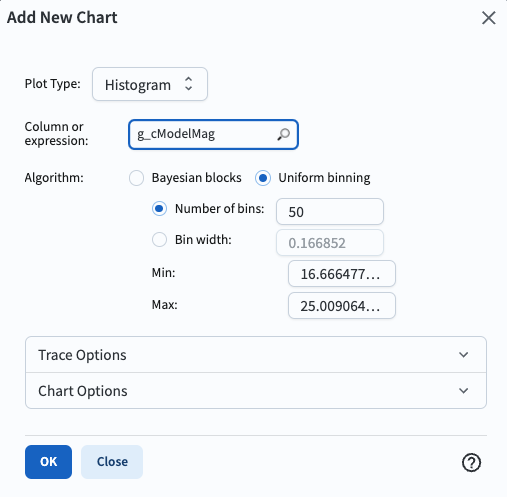 Add New Chart
Plot Type: Histogram
Column or expression: g_cModelMag
Algorithm: Bayesian blocks Uniform binning
Number of bins: 50
Bin width: 0.166852
Min: 16.666477...
Max: 25.009064...
Trace Options
Chart Options
OK Close